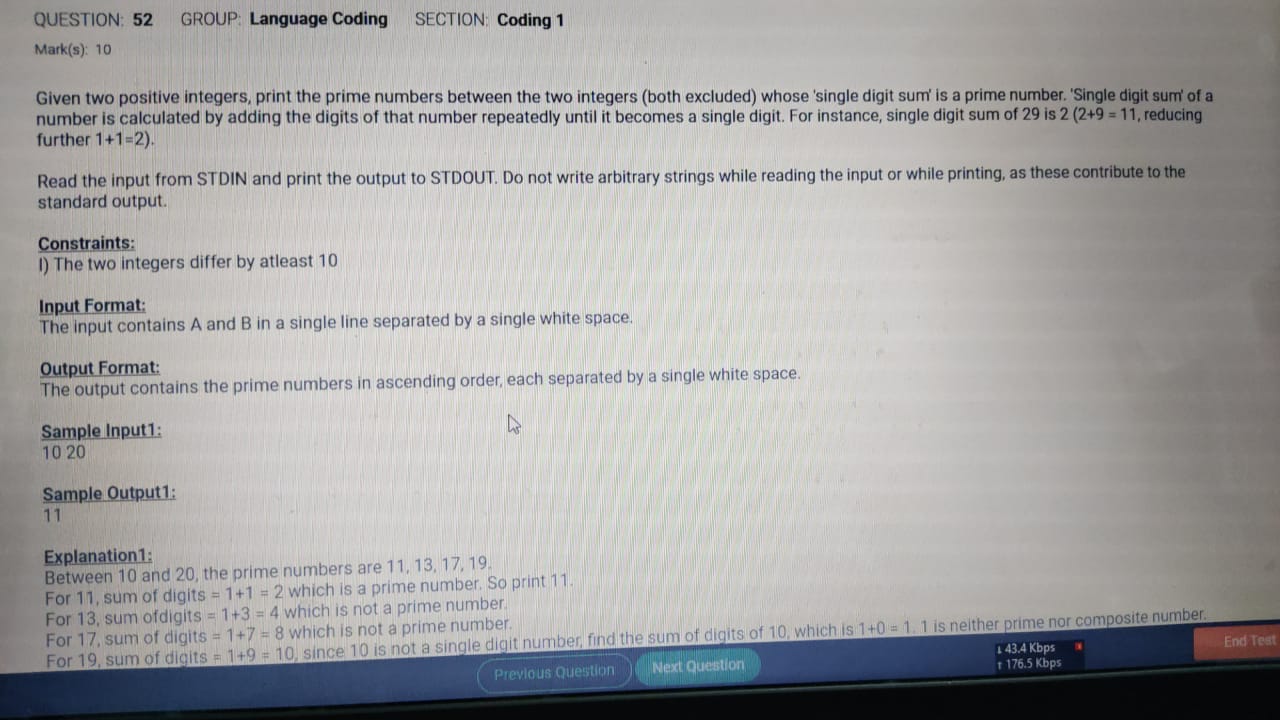 QUESTION: 52 GROUP: Language Coding SECTION: Coding 1
Mark(s): 10
Given two positive integers, print the prime numbers between the two integers (both excluded) whose 'single digit sum' is a prime number. 'Single digit sum' of a
number is calculated by adding the digits of that number repeatedly until it becomes a single digit. For instance, single digit sum of 29 is 2 (2+9 = 11, reducing
further 1+1=2).
Read the input from STDIN and print the output to STDOUT. Do not write arbitrary strings while reading the input or while printing, as these contribute to the
standard output.
Constraints:
I) The two integers differ by atleast 10
Input Format:
The input contains A and B in a single line separated by a single white space.
Output Format:
The output contains the prime numbers in ascending order, each separated by a single white space.
Sample Input1:
10 20
Sample Output1:
11
Explanation1:
Between 10 and 20, the prime numbers are 11, 13, 17, 19.
For 11, sum of digits = 1+1 = 2 which is a prime number. So print 11.
For 13, sum ofdigits = 1+3 = 4 which is not a prime number.
For 17, sum of digits = 1+7 = 8 which is not a prime number.
For 19, sum of digits = 1+9 = 10, since 10 is not a single digit number, find the sum of digits of 10, which is 1+0 = 1. 1 is neither prime nor composite number.
Previous Question Next Question
↓ 43.4 Kbps
↑ 176.5 Kbps
End Test